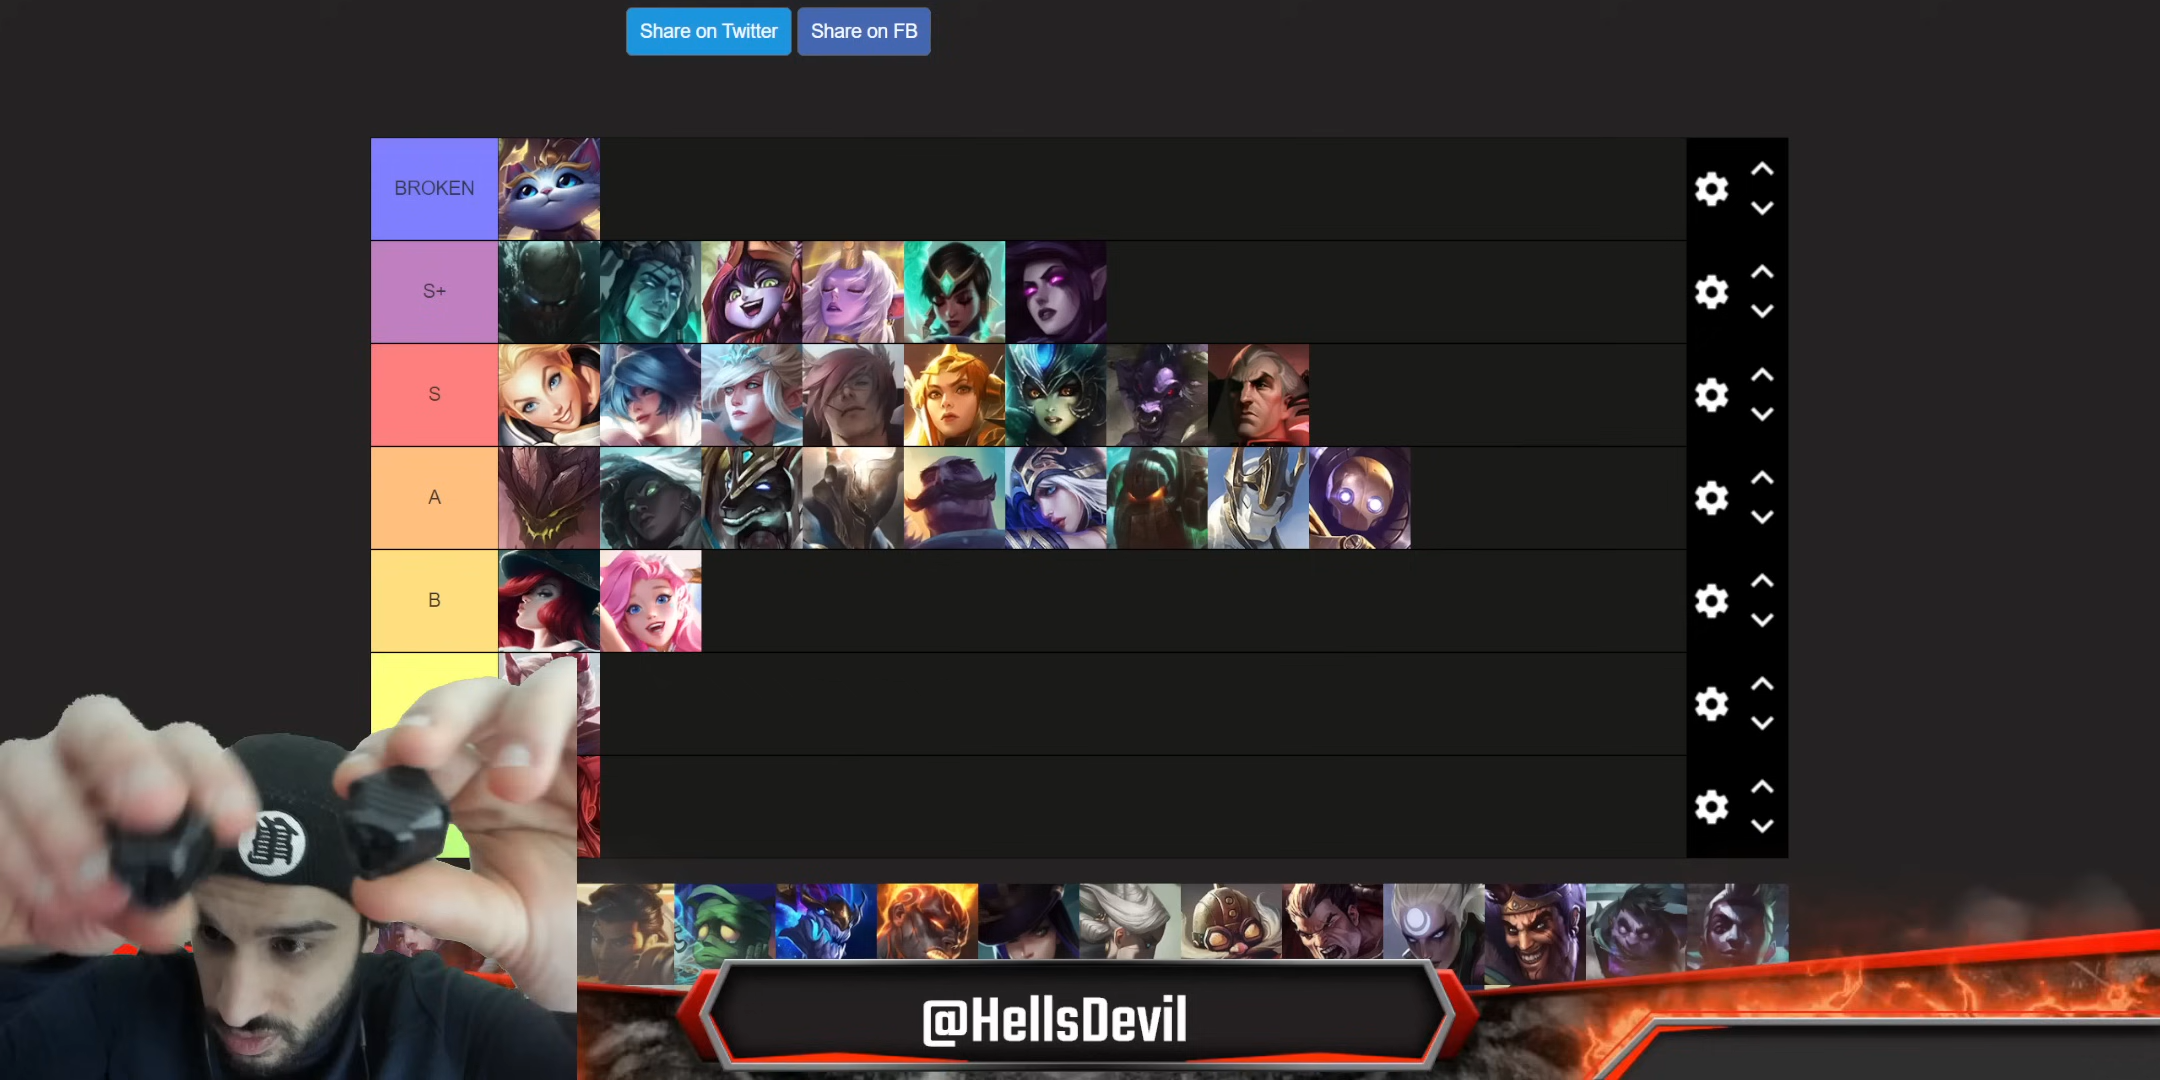 Share on Twitter Share on FB
BROKEN
S+
S
A
B
@HellsDevil